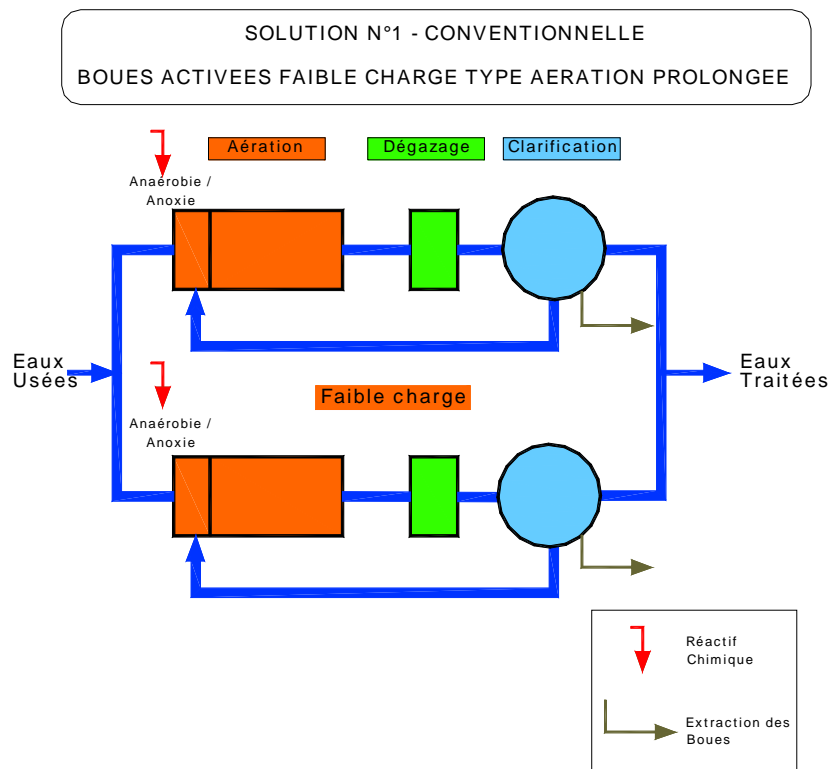 SOLUTION N°1 - CONVENTIONNELLE
BOUES ACTIVEES FAIBLE CHARGE TYPE AERATION PROLONGEE
Aération
Dégazage
Clarification
Anaérobie /
Anoxie
Eaux
Usées
Eaux
Traitées
Faible charge
Anaérobie /
Anoxie
Réactif
Chimique
Extraction des
Boues